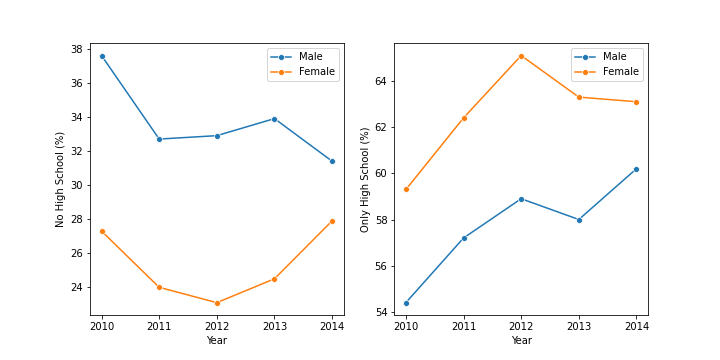 No High School (%)
38
36
34
32
30
28
26
24
2010 2011 2012 2013 2014
Year
Male
Female
Only High School (%)
64
62
60
58
56
54
2010 2011 2012 2013 2014
Year
Male
Female